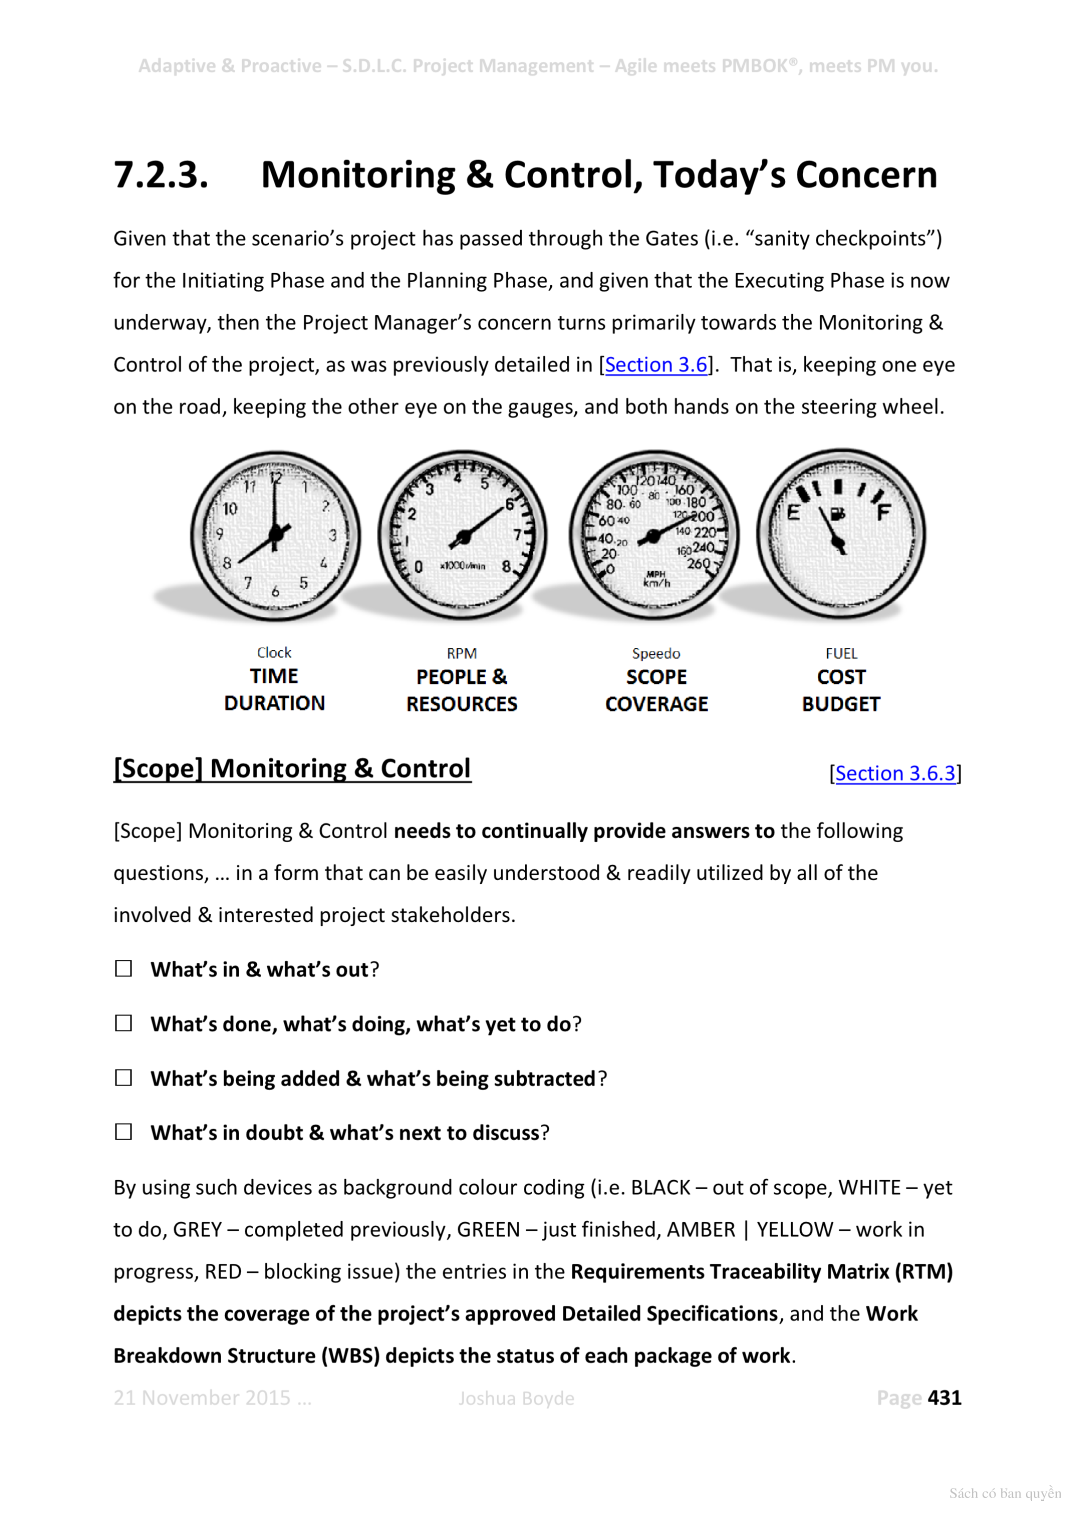 Adaptive & Proactive – S.D.L.C. Project Management – Agile meets PMBOK®, meets PM you.
7.2.3. Monitoring & Control, Today’s Concern
Given that the scenario’s project has passed through the Gates (i.e. “sanity checkpoints”)
for the Initiating Phase and the Planning Phase, and given that the Executing Phase is now
underway, then the Project Manager’s concern turns primarily towards the Monitoring &
Control of the project, as was previously detailed in [Section 3.6]. That is, keeping one eye
on the road, keeping the other eye on the gauges, and both hands on the steering wheel.
12 1 2 3 4 5 6 7 8 9 10 11
0 1 2 3 4 5 6 7 8 x1000r/min
0 20 40 60 80 100 120 140 160 180 200 220 240 260
20 40 60 80 100 120 140 160
MPH
km/h
E F
Clock RPM Speedo FUEL
TIME PEOPLE & SCOPE COST
DURATION RESOURCES COVERAGE BUDGET
[Scope] Monitoring & Control [Section 3.6.3]
[Scope] Monitoring & Control needs to continually provide answers to the following
questions, … in a form that can be easily understood & readily utilized by all of the
involved & interested project stakeholders.
☐ What’s in & what’s out?
☐ What’s done, what’s doing, what’s yet to do?
☐ What’s being added & what’s being subtracted?
☐ What’s in doubt & what’s next to discuss?
By using such devices as background colour coding (i.e. BLACK – out of scope, WHITE – yet
to do, GREY – completed previously, GREEN – just finished, AMBER | YELLOW – work in
progress, RED – blocking issue) the entries in the Requirements Traceability Matrix (RTM)
depicts the coverage of the project’s approved Detailed Specifications, and the Work
Breakdown Structure (WBS) depicts the status of each package of work.
21 November 2015 … Joshua Boyde Page 431
Sách có bản quyền